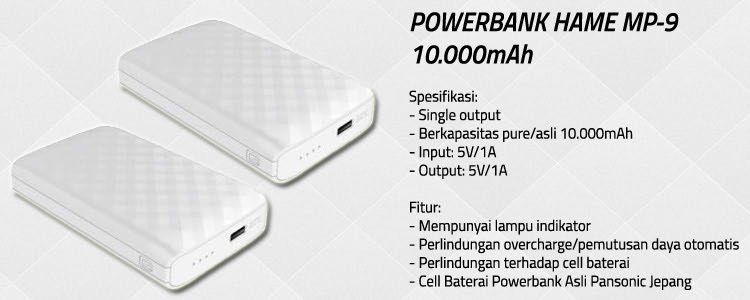 POWERBANK HAME MP-9
10.000mAh
Spesifikasi:
- Single output
- Berkapasitas pure/asli 10.000mAh
- Input: 5V/1A
- Output: 5V/1A
Fitur:
- Mempunyai lampu indikator
- Perlindungan overcharge/pemutusan daya otomatis
- Perlindungan terhadap cell baterai
- Cell Baterai Powerbank Asli Pansonic Jepang